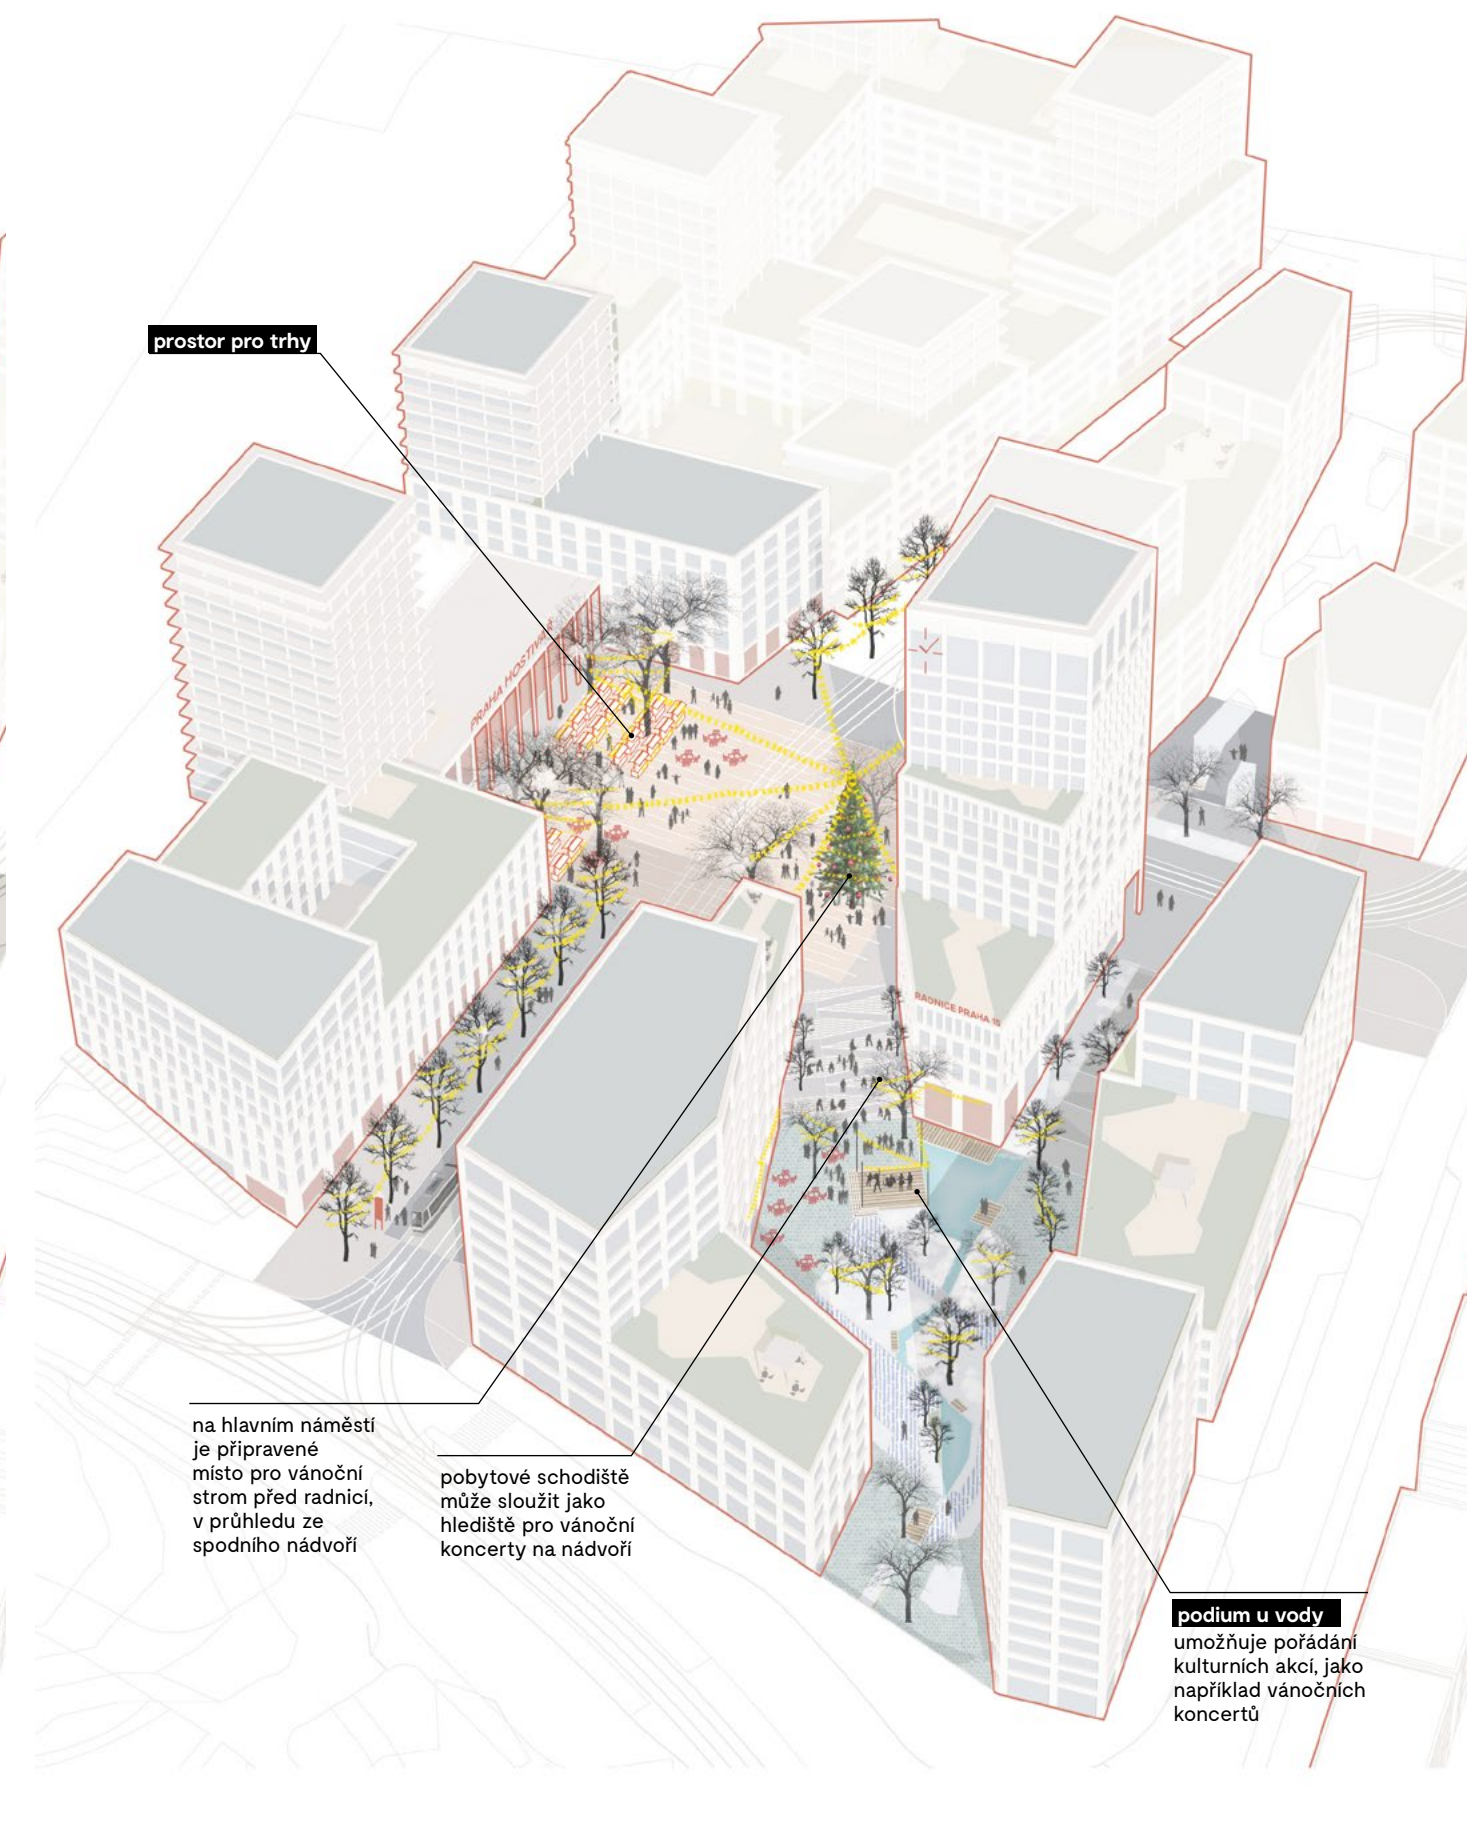 prostor pro trhy
PRAHA HOSTIVAŘ
RADNICE PRAHA 15
na hlavním náměstí
je připravené
místo pro vánoční
strom před radnicí,
v průhledu ze
spodního nádvoří
pobytové schodiště
může sloužit jako
hlediště pro vánoční
koncerty na nádvoří
podium u vody
umožňuje pořádání
kulturních akcí, jako
například vánočních
koncertů